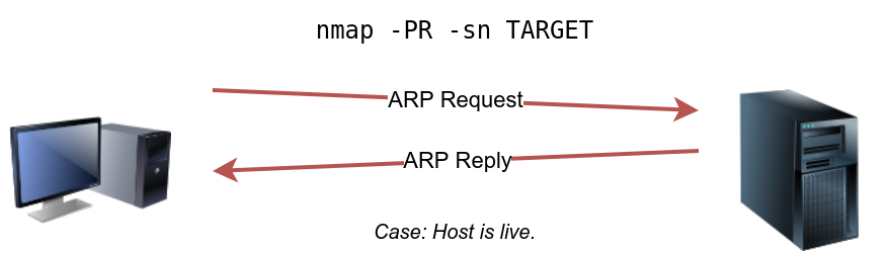 nmap -PR -sn TARGET
ARP Request
ARP Reply
Case: Host is live.